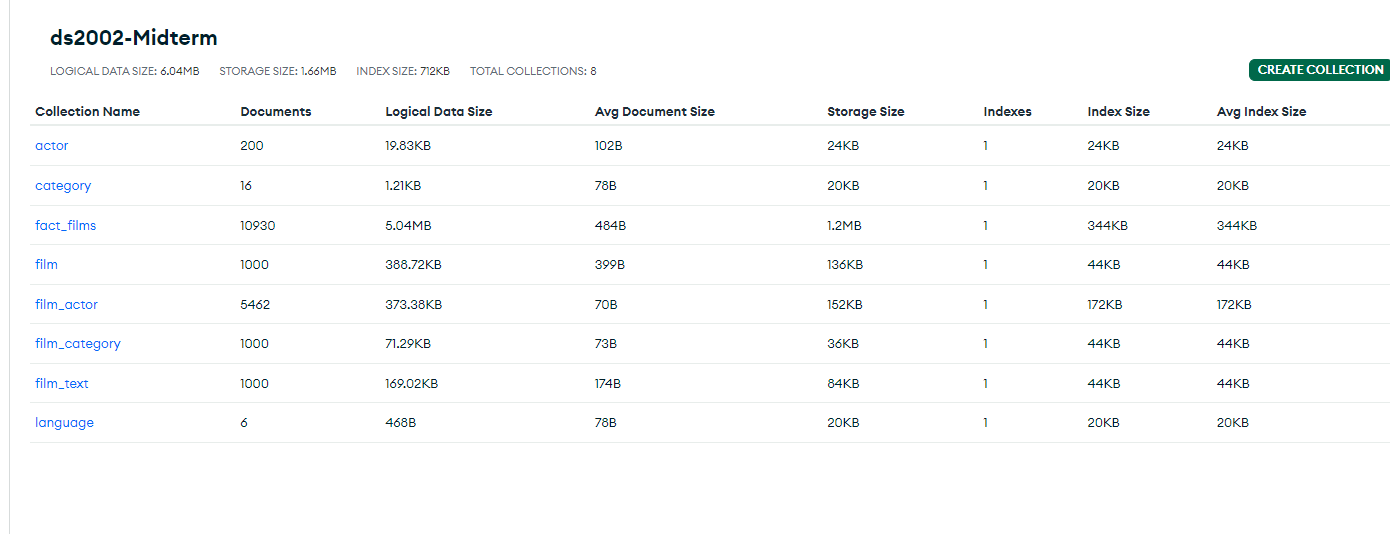 ds2002-Midterm
LOGICAL DATA SIZE: 6.04MB STORAGE SIZE: 1.66MB INDEX SIZE: 712KB TOTAL COLLECTIONS: 8
CREATE COLLECTION
Collection Name Documents Logical Data Size Avg Document Size Storage Size Indexes Index Size Avg Index Size
actor 200 19.83KB 102B 24KB 1 24KB 24KB
category 16 1.21KB 78B 20KB 1 20KB 20KB
fact_films 10930 5.04MB 484B 1.2MB 1 344KB 344KB
film 1000 388.72KB 399B 136KB 1 44KB 44KB
film_actor 5462 373.38KB 70B 152KB 1 172KB 172KB
film_category 1000 71.29KB 73B 36KB 1 44KB 44KB
film_text 1000 169.02KB 174B 84KB 1 44KB 44KB
language 6 468B 78B 20KB 1 20KB 20KB